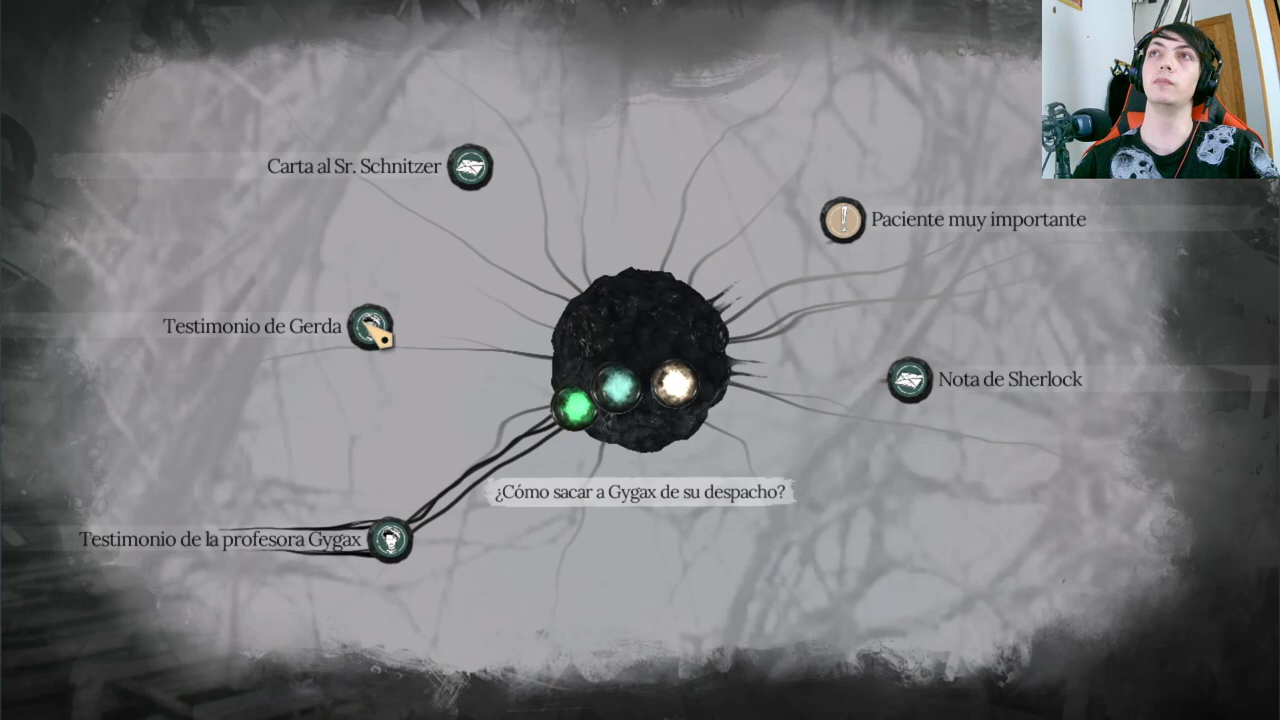 Carta al Sr. Schnitzer
Paciente muy importante
Testimonio de Gerda
Nota de Sherlock
¿Cómo sacar a Gygax de su despacho?
Testimonio de la profesora Gygax